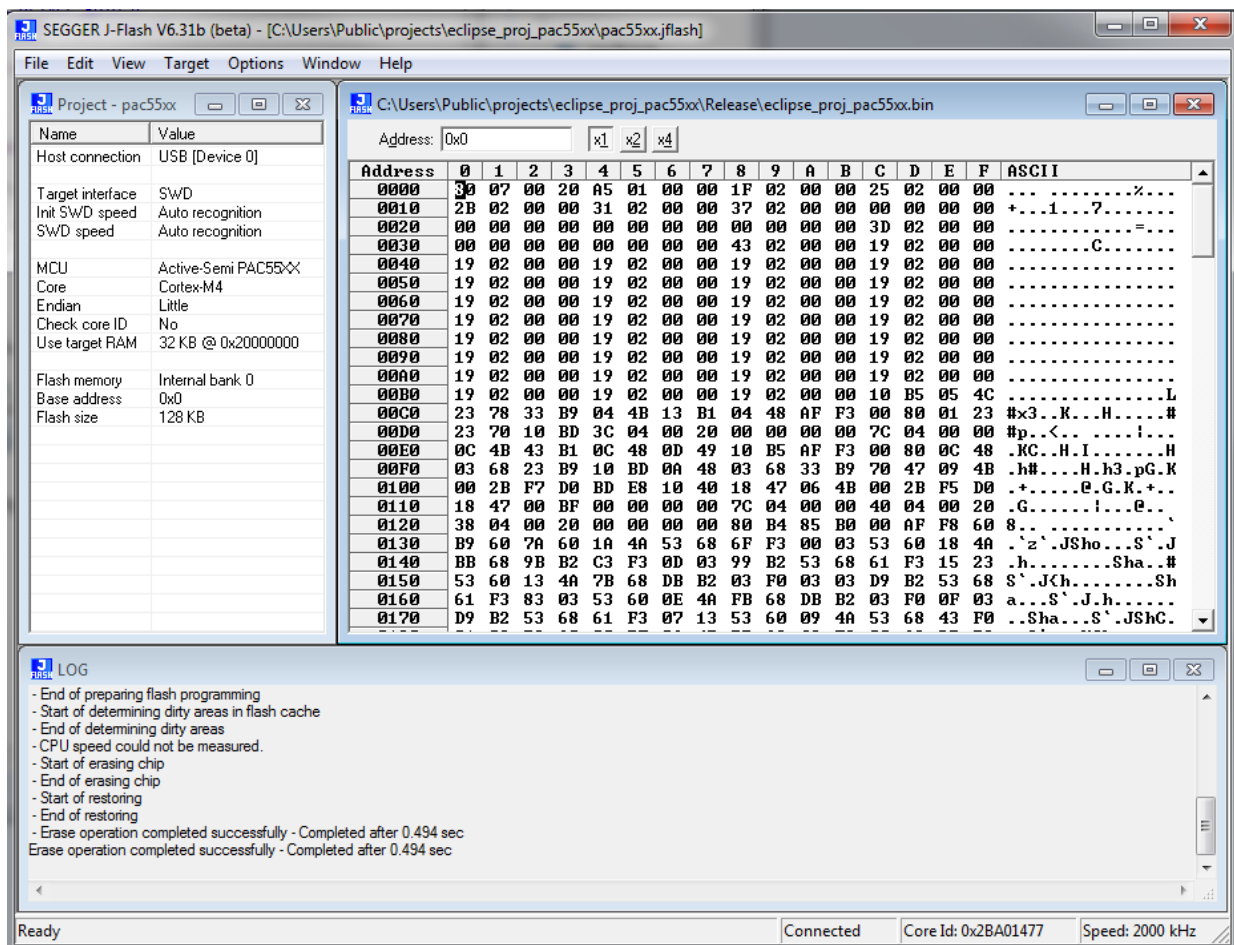 SEGGER J-Flash V6.31b (beta) - [C:\Users\Public\projects\eclipse_proj_pac55xx\pac55xx.jflash]
File Edit View Target Options Window Help
Project - pac55xx
Name Value
Host connection USB [Device 0]
Target interface SWD
Init SWD speed Auto recognition
SWD speed Auto recognition
MCU Active-Semi PAC55XX
Core Cortex-M4
Endian Little
Check core ID No
Use target RAM 32 KB @ 0x20000000
Flash memory Internal bank 0
Base address 0x0
Flash size 128 KB
C:\Users\Public\projects\eclipse_proj_pac55xx\Release\eclipse_proj_pac55xx.bin
Address: 0x0 x1 x2 x4
Address 0 1 2 3 4 5 6 7 8 9 A B C D E F ASCII
0000 30 07 00 20 A5 01 00 00 1F 02 00 00 25 02 00 00 ... ........%...
0010 2B 02 00 00 31 02 00 00 37 02 00 00 00 00 00 00 +...1...7.......
0020 00 00 00 00 00 00 00 00 00 00 00 00 3D 02 00 00 ............=...
0030 00 00 00 00 00 00 00 00 43 02 00 00 19 02 00 00 ........C.......
0040 19 02 00 00 19 02 00 00 19 02 00 00 19 02 00 00 ................
0050 19 02 00 00 19 02 00 00 19 02 00 00 19 02 00 00 ................
0060 19 02 00 00 19 02 00 00 19 02 00 00 19 02 00 00 ................
0070 19 02 00 00 19 02 00 00 19 02 00 00 19 02 00 00 ................
0080 19 02 00 00 19 02 00 00 19 02 00 00 19 02 00 00 ................
0090 19 02 00 00 19 02 00 00 19 02 00 00 19 02 00 00 ................
00A0 19 02 00 00 19 02 00 00 19 02 00 00 19 02 00 00 ................
00B0 19 02 00 00 19 02 00 00 19 02 00 00 10 B5 05 4C ...............L
00C0 23 78 33 B9 04 4B 13 B1 04 48 AF F3 00 80 01 23 #x3..K...H.....#
00D0 23 70 10 BD 3C 04 00 20 00 00 00 00 7C 04 00 00 #p..<.. ....|...
00E0 0C 4B 43 B1 0C 48 0D 49 10 B5 AF F3 00 80 0C 48 .KC..H.I.......H
00F0 03 68 23 B9 10 BD 0A 48 03 68 33 B9 70 47 09 4B .h#....H.h3.pG.K
0100 00 2B F7 D0 BD E8 10 40 18 47 06 4B 00 2B F5 D0 .+.....@.G.K.+..
0110 18 47 00 BF 00 00 00 00 7C 04 00 00 40 04 00 20 .G......|...@..
0120 38 04 00 20 00 00 00 00 80 B4 85 B0 00 AF F8 60 8.. ...........`
0130 B9 60 7A 60 1A 4A 53 68 6F F3 00 03 53 60 18 4A .`z`.JSho...S`.J
0140 BB 68 9B B2 C3 F3 0D 03 99 B2 53 68 61 F3 15 23 .h........Sha..#
0150 53 60 13 4A 7B 68 DB B2 03 F0 03 03 D9 B2 53 68 S`.J{h........Sh
0160 61 F3 83 03 53 60 0E 4A FB 68 DB B2 03 F0 0F 03 a...S`.J.h......
0170 D9 B2 53 68 61 F3 07 13 53 60 09 4A 53 68 43 F0 ..Sha...S`.JShC.
LOG
- End of preparing flash programming
- Start of determining dirty areas in flash cache
- End of determining dirty areas
- CPU speed could not be measured.
- Start of erasing chip
- End of erasing chip
- Start of restoring
- End of restoring
- Erase operation completed successfully - Completed after 0.494 sec
Erase operation completed successfully - Completed after 0.494 sec
Ready Connected Core Id: 0x2BA01477 Speed: 2000 kHz